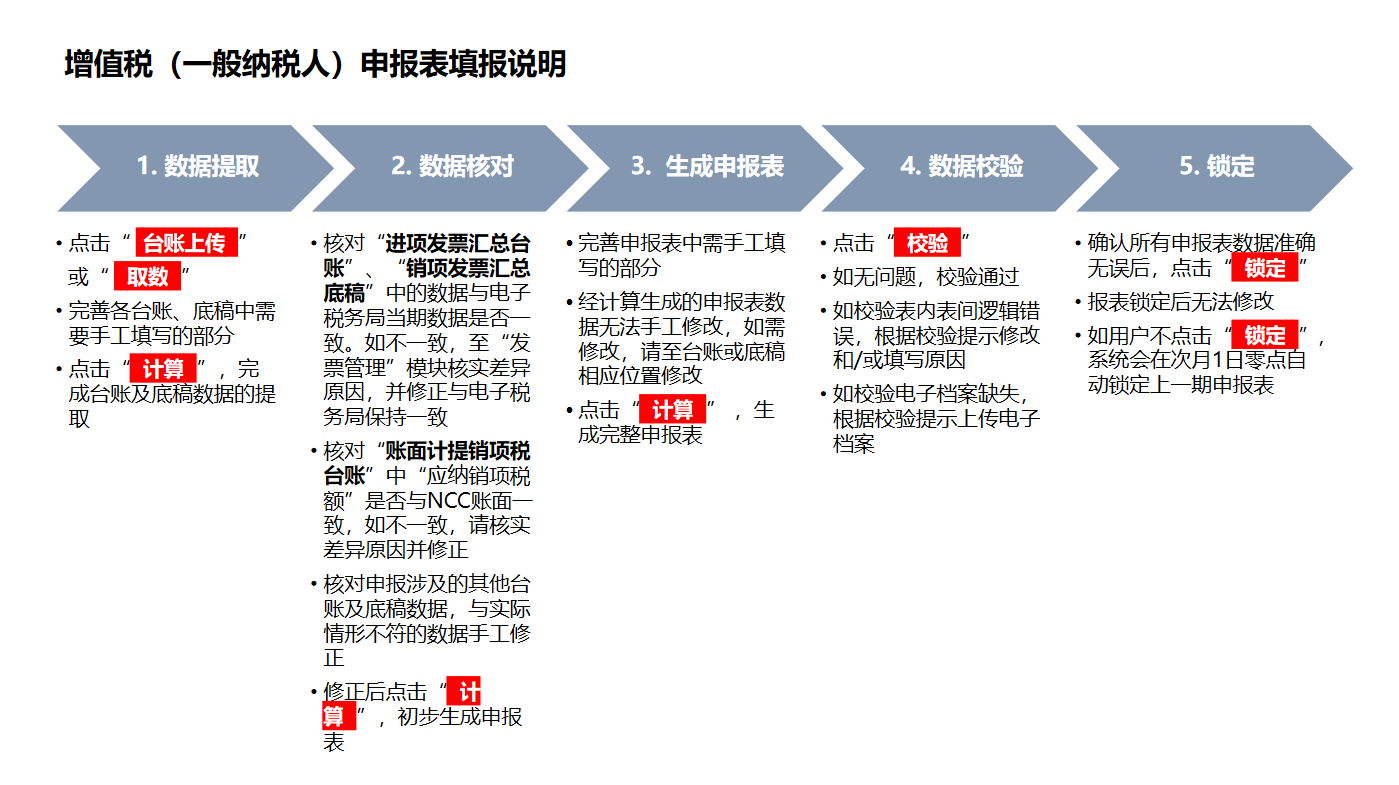 增值税（一般纳税人）申报表填报说明
1. 数据提取
2. 数据核对
3. 生成申报表
4. 数据校验
5. 锁定
• 点击“ 台账上传 ”
或“ 取数 ”
• 完善各台账、底稿中需
要手工填写的部分
• 点击“ 计算 ”，完
成台账及底稿数据的提
取
• 核对“进项发票汇总台
账”、“销项发票汇总
底稿”中的数据与电子
税务局当期数据是否一
致。如不一致，至“发
票管理”模块核实差异
原因，并修正与电子税
务局保持一致
• 核对“账面计提销项税
台账”中“应纳销项税
额”是否与NCC账面一
致，如不一致，请核实
差异原因并修正
• 核对申报涉及的其他台
账及底稿数据，与实际
情形不符的数据手工修
正
• 修正后点击“ 计
算 ”，初步生成申报
表
• 完善申报表中需手工填
写的部分
• 经计算生成的申报表数
据无法手工修改，如需
修改，请至台账或底稿
相应位置修改
• 点击“ 计算 ”，生
成完整申报表
• 点击“ 校验 ”
• 如无问题，校验通过
• 如校验表内表间逻辑错
误，根据校验提示修改
和/或填写原因
• 如校验电子档案缺失，
根据校验提示上传电子
档案
• 确认所有申报表数据准确
无误后，点击“ 锁定 ”
• 报表锁定后无法修改
• 如用户不点击“ 锁定 ”，
系统会在次月1日零点自
动锁定上一期申报表